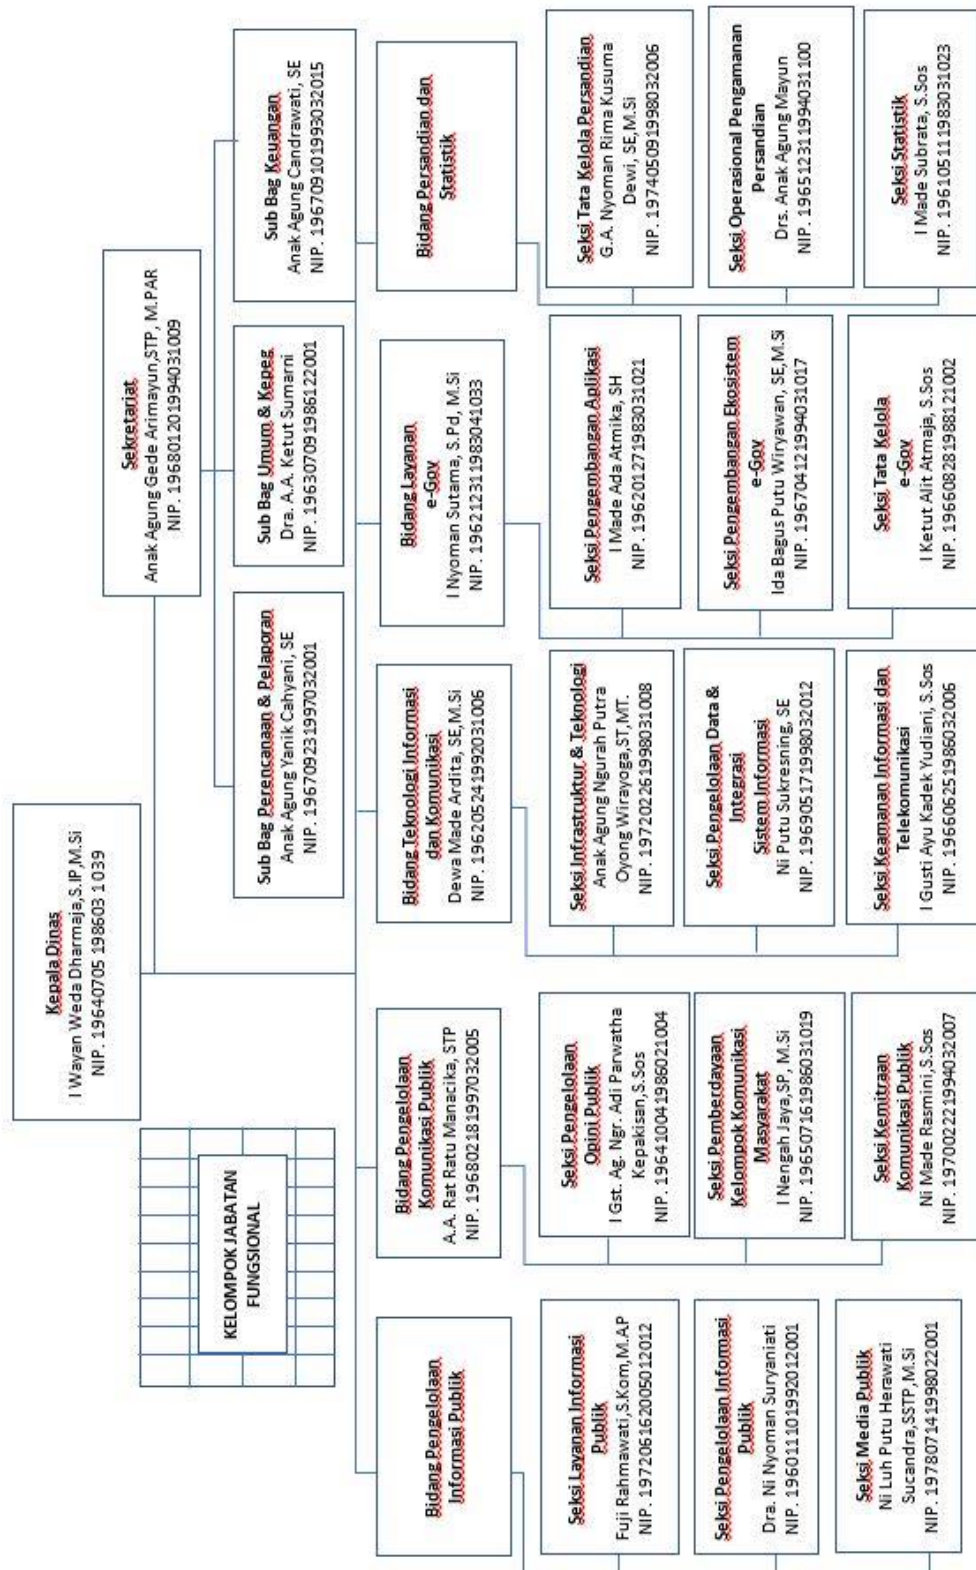 Kepala Dinas
I Wayan Weda Dharmaja,S.IP,M.Si
NIP. 19640705 198603 1 039
KELOMPOK JABATAN
FUNGSIONAL
Sekretariat
Anak Agung Gede Arimayun,STP, M.PAR
NIP. 196801201994031009
Sub Bag Perencanaan & Pelaporan
Anak Agung Yanik Cahyani, SE
NIP. 196709231997032001
Sub Bag Umum & Kepeg
Dra. A.A. Ketut Sumarni
NIP. 196307091986122001
Sub Bag Keuangan
Anak Agung Candrawati, SE
NIP. 196709101993032015
Bidang Pengelolaan
Informasi Publik
Bidang Pengelolaan
Komunikasi Publik
A.A. Rat Ratu Manacika, STP
NIP. 196802181997032005
Bidang Teknologi Informasi
dan Komunikasi
Dewa Made Ardita, SE,M.Si
NIP. 196205241992031006
Bidang Layanan
e-Gov
I Nyoman Sutama, S.Pd, M.Si
NIP. 196212311983041033
Bidang Persandian dan
Statistik
Seksi Layanan Informasi
Publik
Fuji Rahmawati,S.Kom,M.AP
NIP. 197206162005012012
Seksi Pengelolaan Informasi
Publik
Dra. Ni Nyoman Suryaniati
NIP. 196011101992012001
Seksi Media Publik
Ni Luh Putu Herawati
Sucandra,SSTP,M.Si
NIP. 197807141998022001
Seksi Pengelolaan
Opini Publik
I Gst. Ag. Ngr. Adi Parwatha
Kepakisan,S.Sos
NIP. 196410041986021004
Seksi Pemberdayaan
Kelompok Komunikasi
Masyarakat
I Nengah Jaya,SP, M.Si
NIP. 196507161986031019
Seksi Kemitraan
Komunikasi Publik
Ni Made Rasmini,S.Sos
NIP. 197002221994032007
Seksi Infrastruktur & Teknologi
Anak Agung Ngurah Putra
Oyong Wirayoga,ST,MT.
NIP. 197202261998031008
Seksi Pengelolaan Data &
Integrasi
Sistem Informasi
Ni Putu Sukresning, SE
NIP. 196905171998032012
Seksi Keamanan Informasi dan
Telekomunikasi
I Gusti Ayu Kadek Yudiani, S.Sos
NIP. 196606251986032006
Seksi Pengembangan Aplikasi
I Made Ada Atmika, SH
NIP. 196201271983031021
Seksi Pengembangan Ekosistem
e-Gov
Ida Bagus Putu Wiryawan, SE,M.Si
NIP. 196704121994031017
Seksi Tata Kelola
e-Gov
I Ketut Alit Atmaja, S.Sos
NIP. 196608281988121002
Seksi Tata Kelola Persandian
G.A. Nyoman Rima Kusuma
Dewi, SE,M.Si
NIP. 197405091998032006
Seksi Operasional Pengamanan
Persandian
Drs. Anak Agung Mayun
NIP. 196512311994031100
Seksi Statistik
I Made Subrata, S.Sos
NIP. 196105111983031023